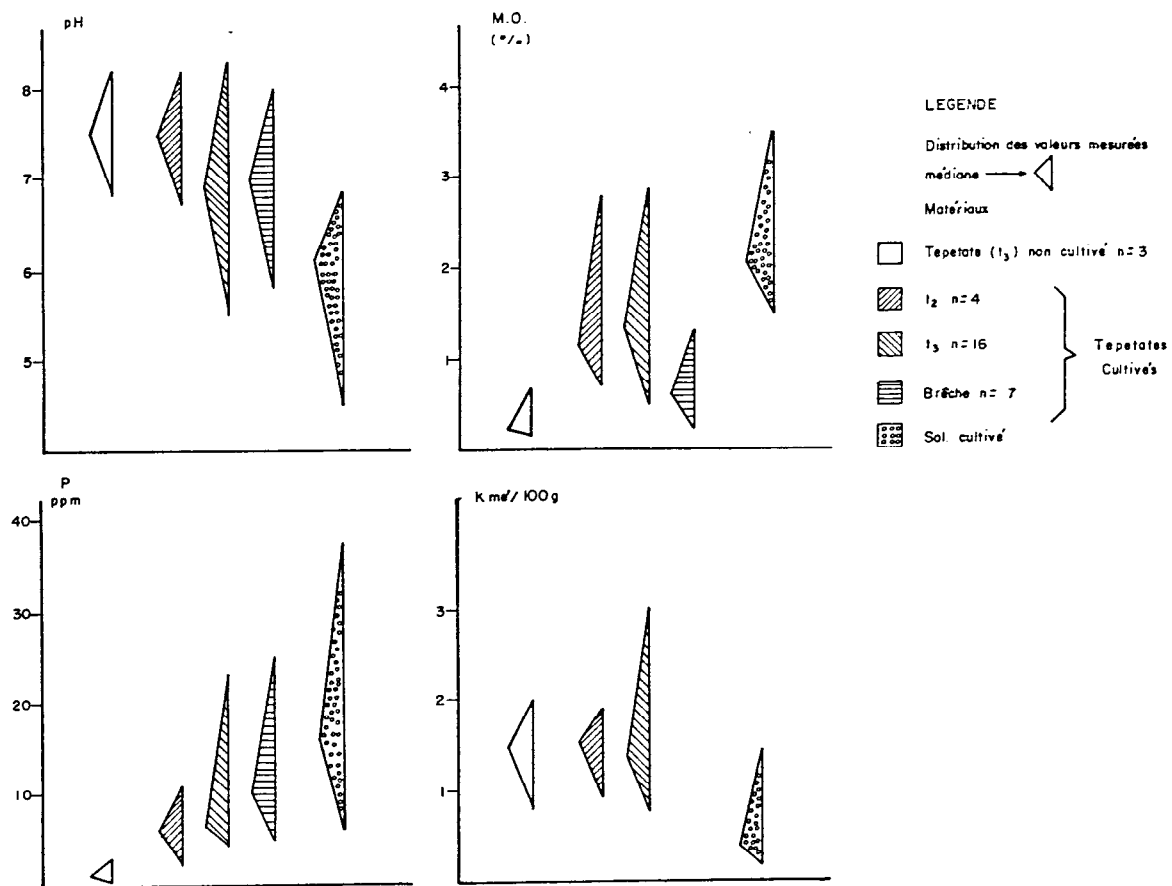 pH
8
7
6
5
M.O.
(°/∞)
4
3
2
1
LEGENDE
Distribution des valeurs mesurées
médiane
Matériaux
Tepetate (t3) non cultivé n=3
t2 n=4
t3 n=16
Brêche n= 7
Sol. cultivé
Tepetates
Cultivés
P
ppm
40
30
20
10
K mé/100g
3
2
1